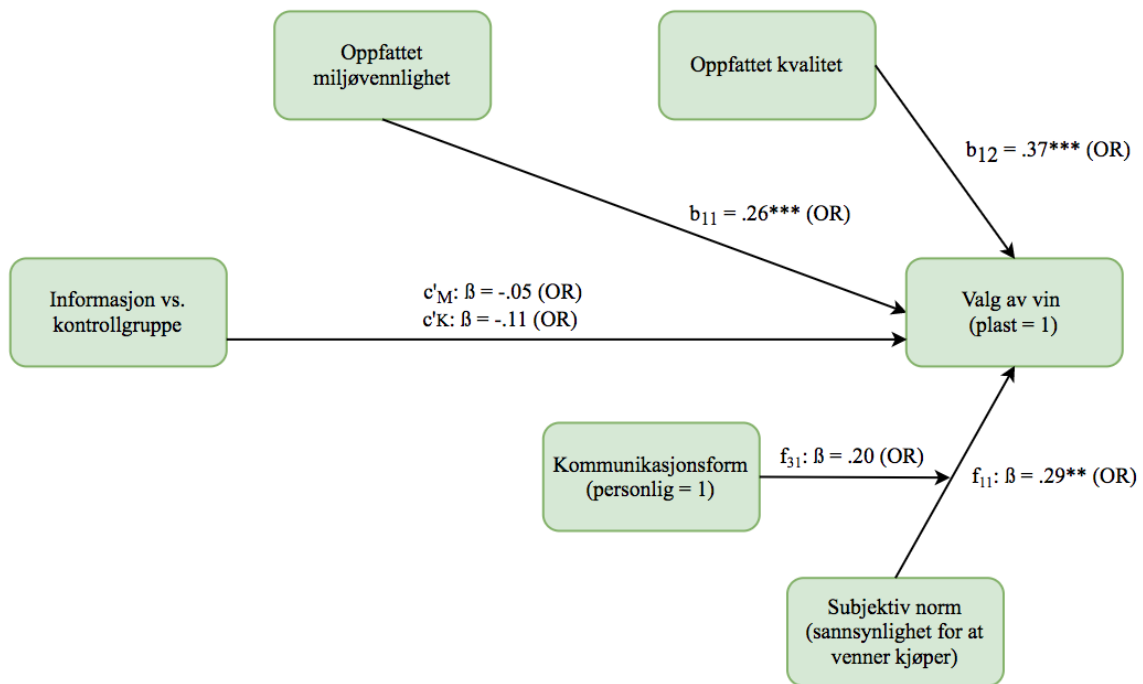 Oppfattet
miljøvennlighet
Oppfattet kvalitet
b12 = .37*** (OR)
b11 = .26*** (OR)
Informasjon vs.
kontrollgruppe
c'M: ß = -.05 (OR)
c'K: ß = -.11 (OR)
Valg av vin
(plast = 1)
Kommunikasjonsform
(personlig = 1)
f31: ß = .20 (OR)
f11: ß = .29** (OR)
Subjektiv norm
(sannsynlighet for at
venner kjøper)